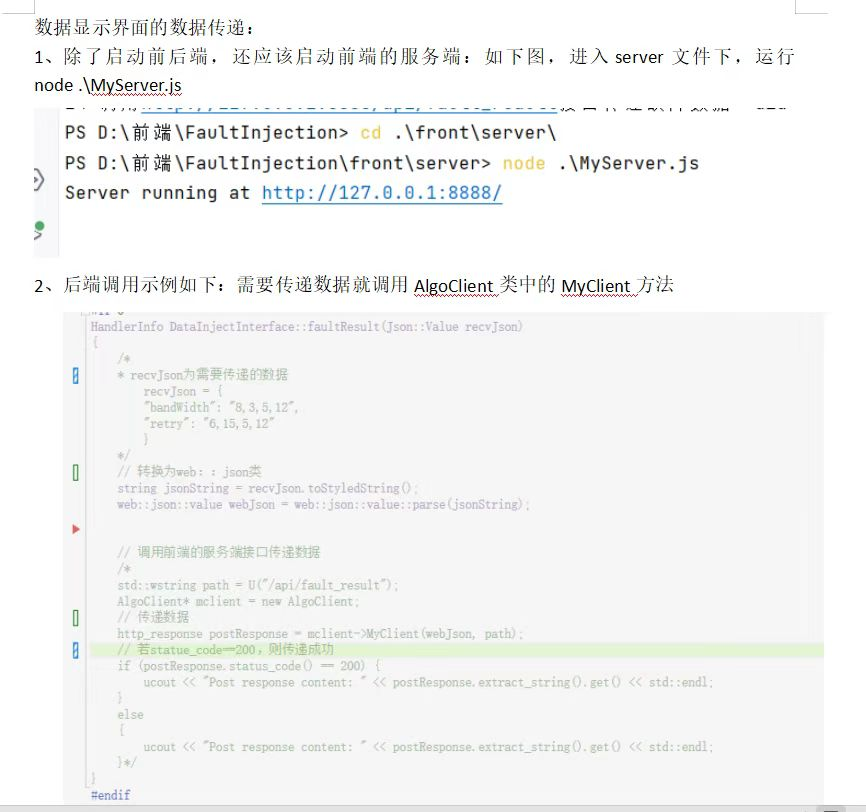 数据显示界面的数据传递：
1、除了启动前后端，还应该启动前端的服务端：如下图，进入 server 文件下，运行
node .\MyServer.js
PS D:\前端\FaultInjection> cd .\front\server\
PS D:\前端\FaultInjection\front\server> node .\MyServer.js
Server running at http://127.0.0.1:8888/
2、后端调用示例如下：需要传递数据就调用 AlgoClient 类中的 MyClient 方法
HandlerInfo DataInjectInterface::faultResult(Json::Value recvJson)
{
/*
* recvJson为需要传递的数据
recvJson = {
"bandWidth": "8,3,5,12",
"retry": "6,15,5,12"
}
*/
// 转换为web：：json类
string jsonString = recvJson.toStyledString();
web::json::value webJson = web::json::value::parse(jsonString);
// 调用前端的服务端接口传递数据
/*
std::wstring path = U("/api/fault_result");
AlgoClient* mclient = new AlgoClient;
// 传递数据
http_response postResponse = mclient->MyClient(webJson, path);
// 若statue_code==200，则传递成功
if (postResponse.status_code() == 200) {
ucout << "Post response content: " << postResponse.extract_string().get() << std::endl;
}
else
{
ucout << "Post response content: " << postResponse.extract_string().get() << std::endl;
}*/
}
#endif